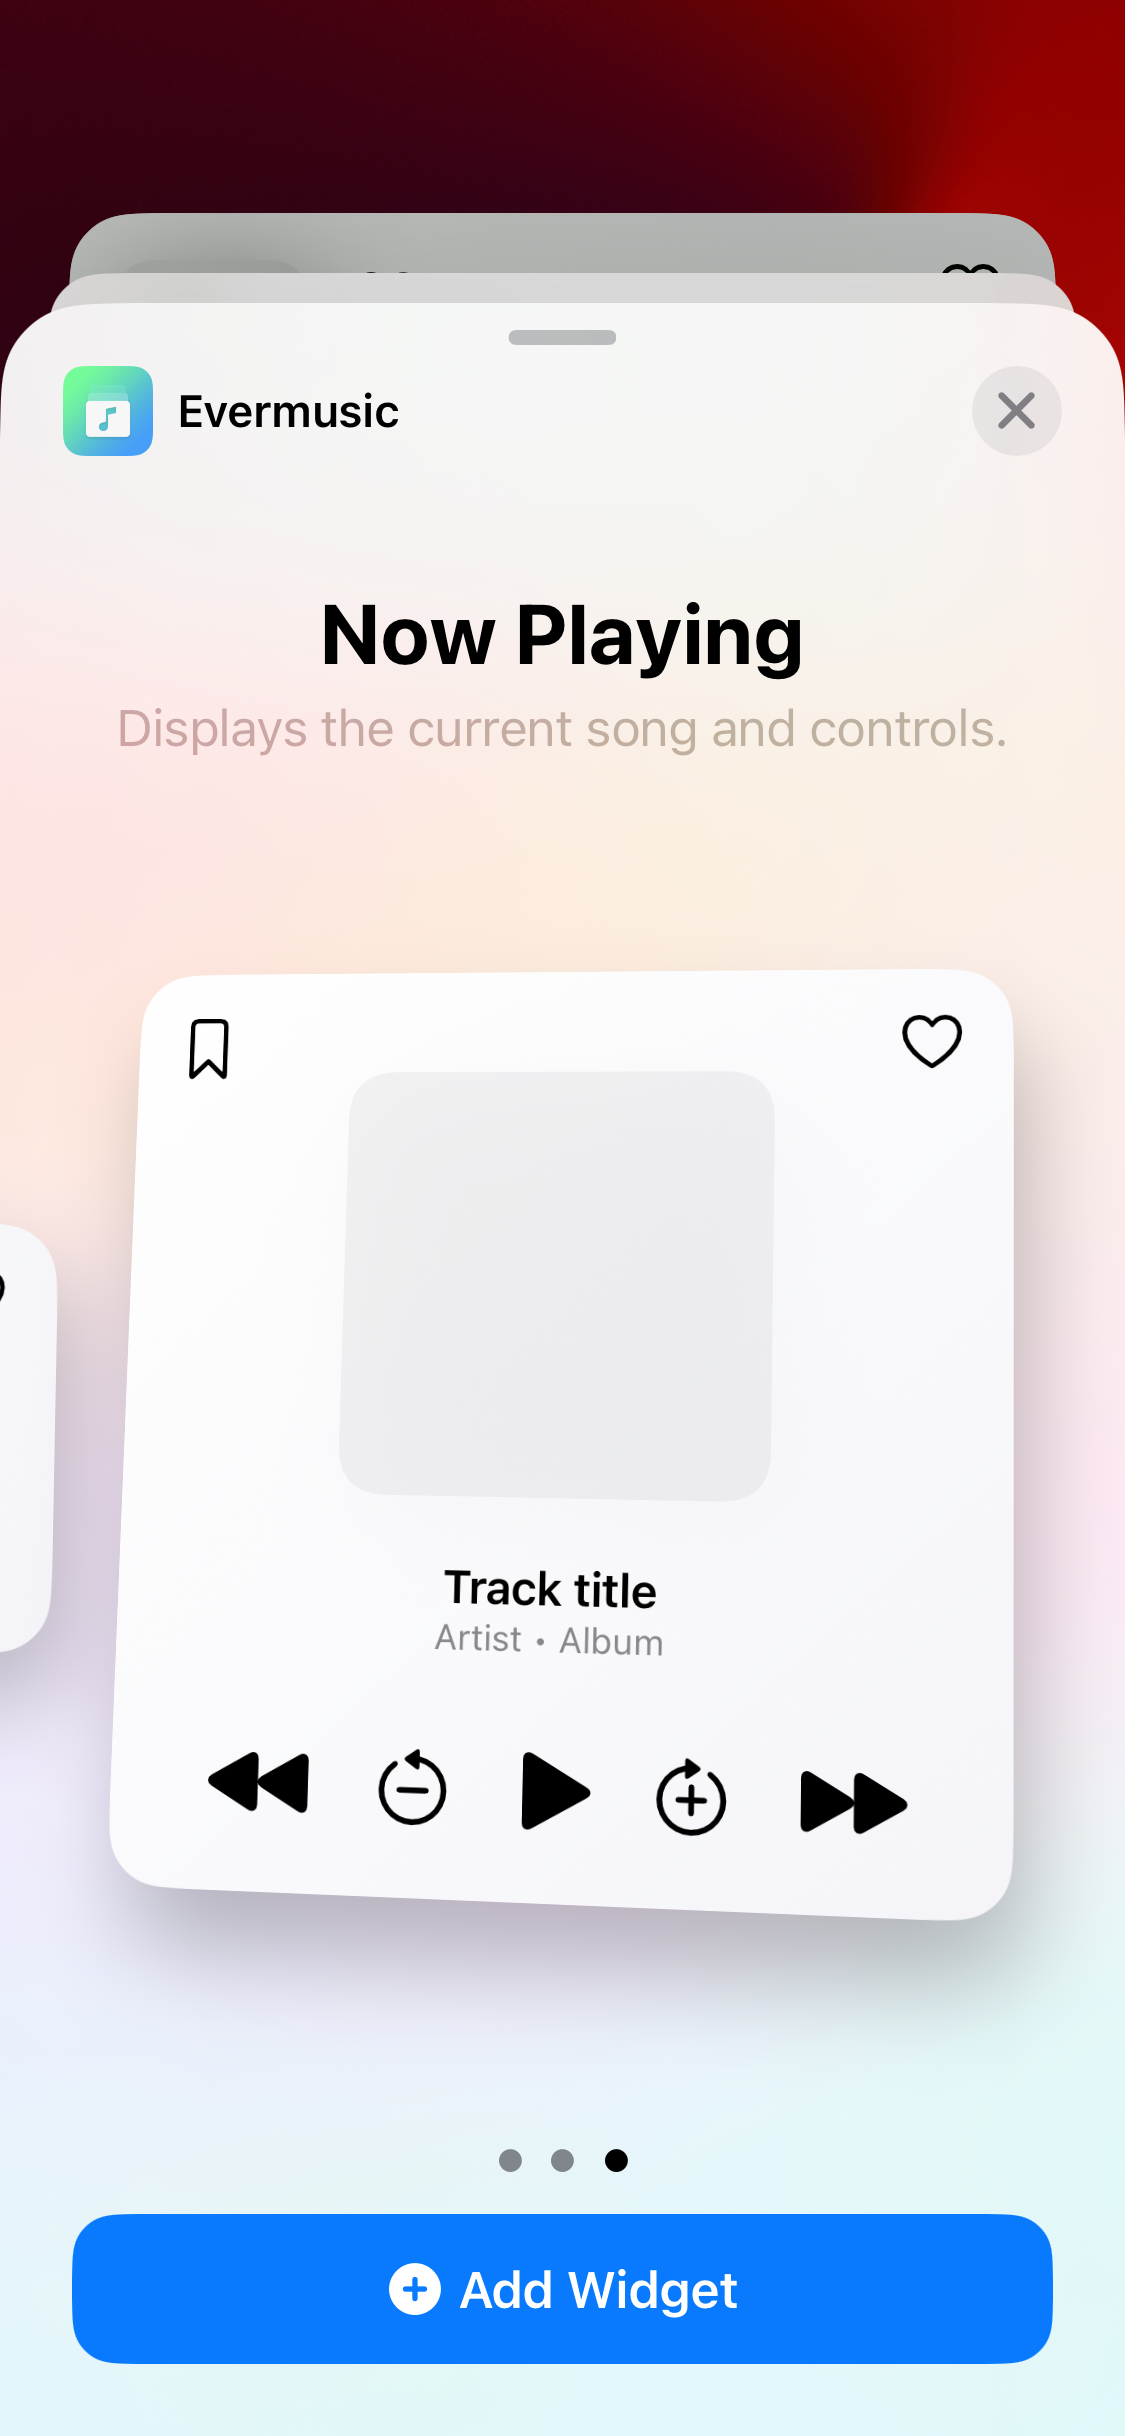 Evermusic
Now Playing
Displays the current song and controls.
Track title
Artist • Album
Add Widget